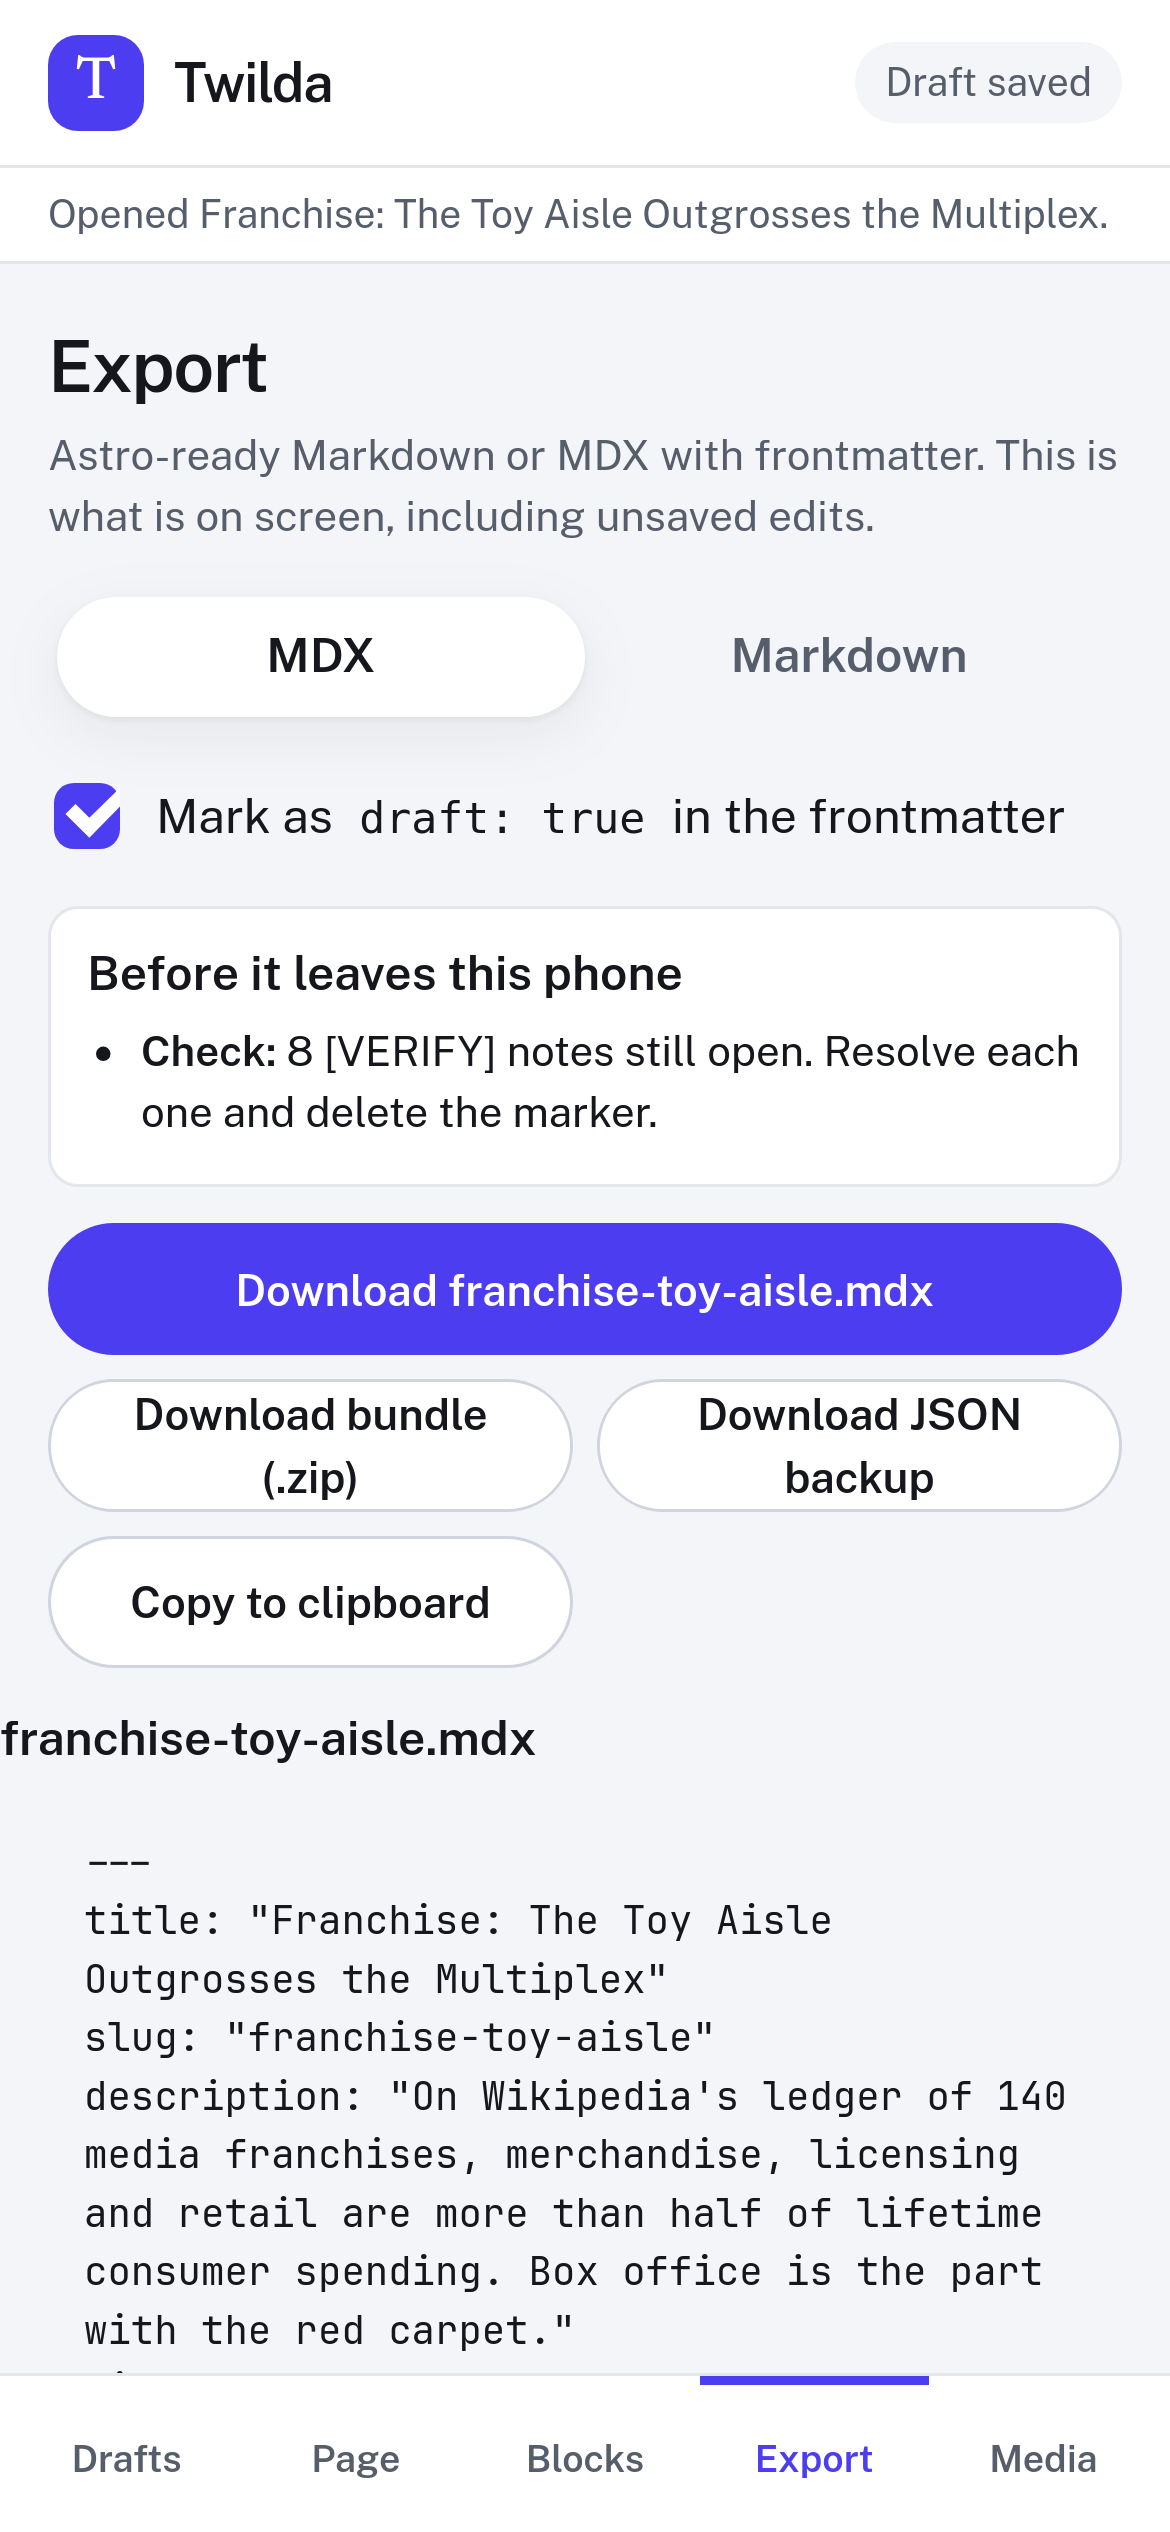 T
Twilda
Draft saved
Opened Franchise: The Toy Aisle Outgrosses the Multiplex.
Export
Astro-ready Markdown or MDX with frontmatter. This is
what is on screen, including unsaved edits.
MDX
Markdown
Mark as draft: true in the frontmatter
Before it leaves this phone
• Check: 8 [VERIFY] notes still open. Resolve each
one and delete the marker.
Download franchise-toy-aisle.mdx
Download bundle
(.zip)
Download JSON
backup
Copy to clipboard
franchise-toy-aisle.mdx
---
title: "Franchise: The Toy Aisle
Outgrosses the Multiplex"
slug: "franchise-toy-aisle"
description: "On Wikipedia's ledger of 140
media franchises, merchandise, licensing
and retail are more than half of lifetime
consumer spending. Box office is the part
with the red carpet."
Drafts
Page
Blocks
Export
Media